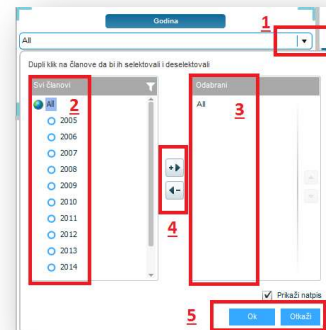 Godina
1
All
Dupli klik na članove da bi ih selektovali i deselektovali
Svi članovi
Odabrani
All
2
All
3
2005
2006
2007
2008
2009
2010
2011
2012
2013
2014
4
Prikaži natpis
5
Ok
Otkaži